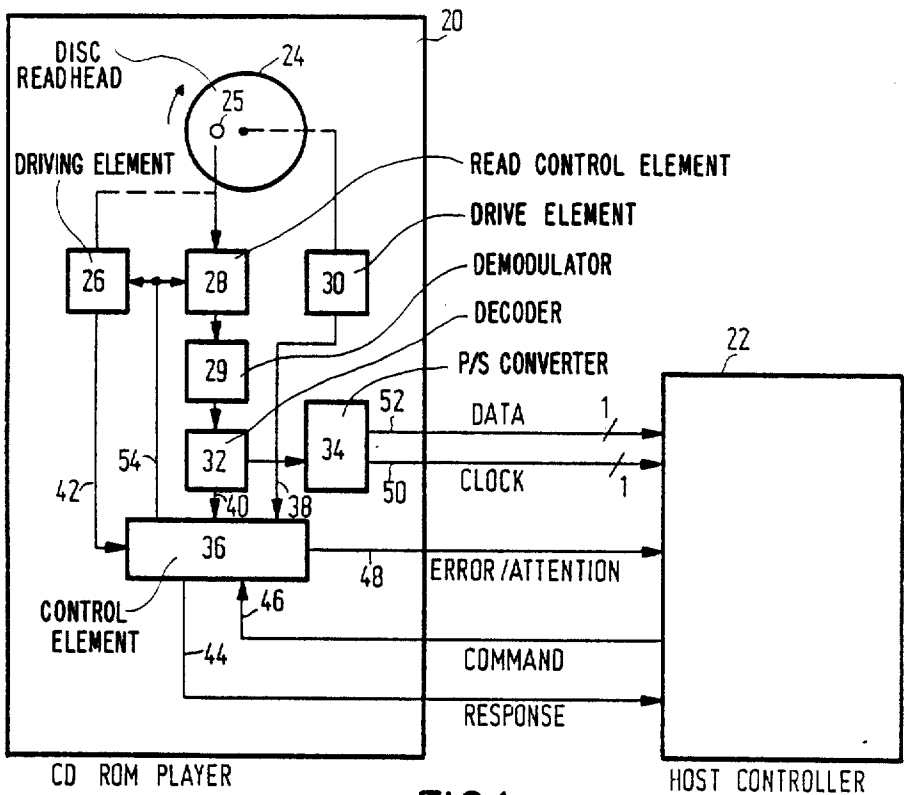 20
DISC
READHEAD
24
25
DRIVING ELEMENT
READ CONTROL ELEMENT
DRIVE ELEMENT
DEMODULATOR
DECODER
P/S CONVERTER
26
28
30
29
22
32
34
52
DATA
1
50
CLOCK
1
42
54
40
38
36
48
ERROR/ATTENTION
CONTROL
ELEMENT
46
44
COMMAND
RESPONSE
CD ROM PLAYER
HOST CONTROLLER